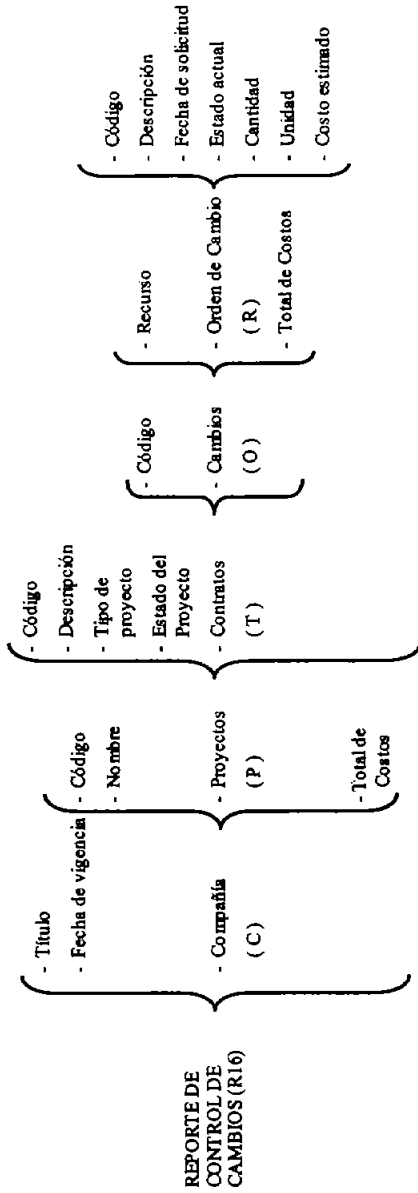 REPORTE DE
CONTROL DE
CAMBIOS (R16)
- Título
- Fecha de vigencia
- Compañía
( C )
- Código
- Nombre
- Proyectos
( P )
- Total de
Costos
- Código
- Descripción
- Tipo de
proyecto
- Estado del
Proyecto
- Contratos
( T )
- Código
- Cambios
( O )
- Recurso
- Orden de Cambio
( R )
- Total de Costos
- Código
- Descripción
- Fecha de solicitud
- Estado actual
- Cantidad
- Unidad
- Costo estimado